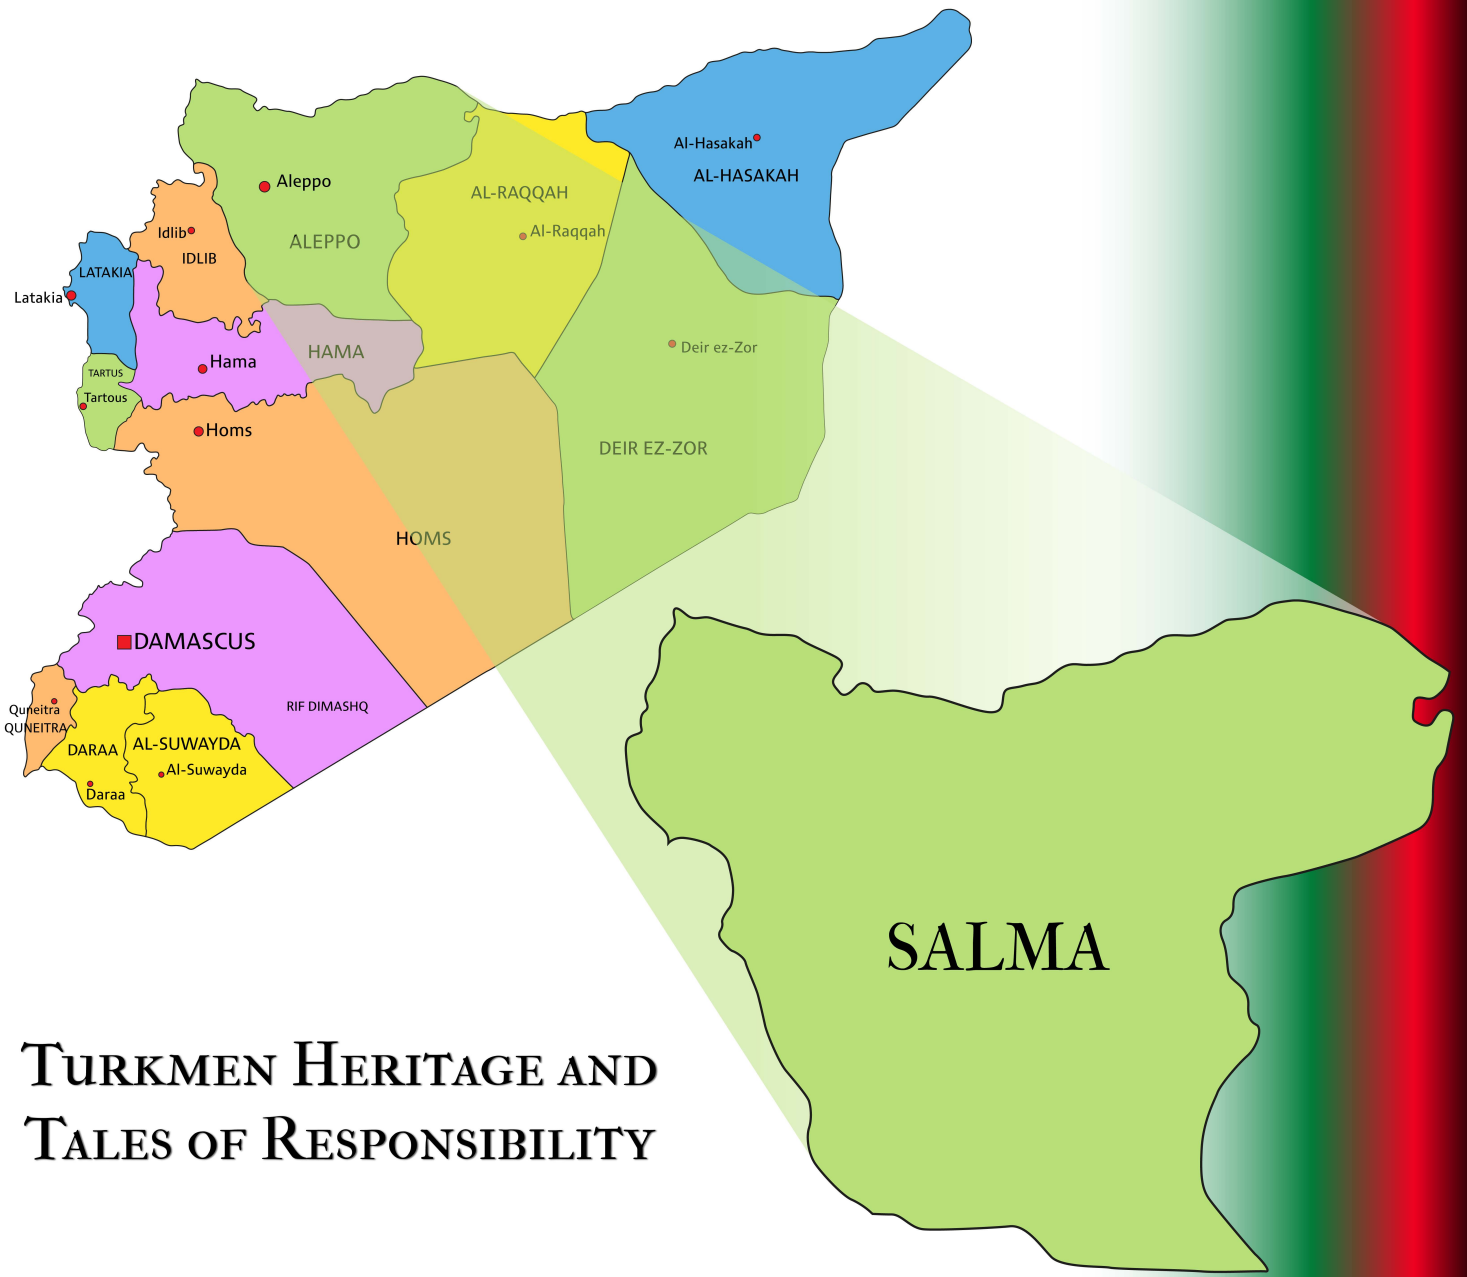 Al-Hasakah
AL-HASAKAH
Aleppo
ALEPPO
AL-RAQQAH
Al-Raqqah
Idlib
IDLIB
LATAKIA
Latakia
HAMA
Hama
Deir ez-Zor
DEIR EZ-ZOR
TARTUS
Tartous
Homs
HOMS
DAMASCUS
RIF DIMASHQ
Quneitra
QUNEITRA
DARAA
Daraa
AL-SUWAYDA
Al-Suwayda
SALMA
Turkmen Heritage and
Tales of Responsibility